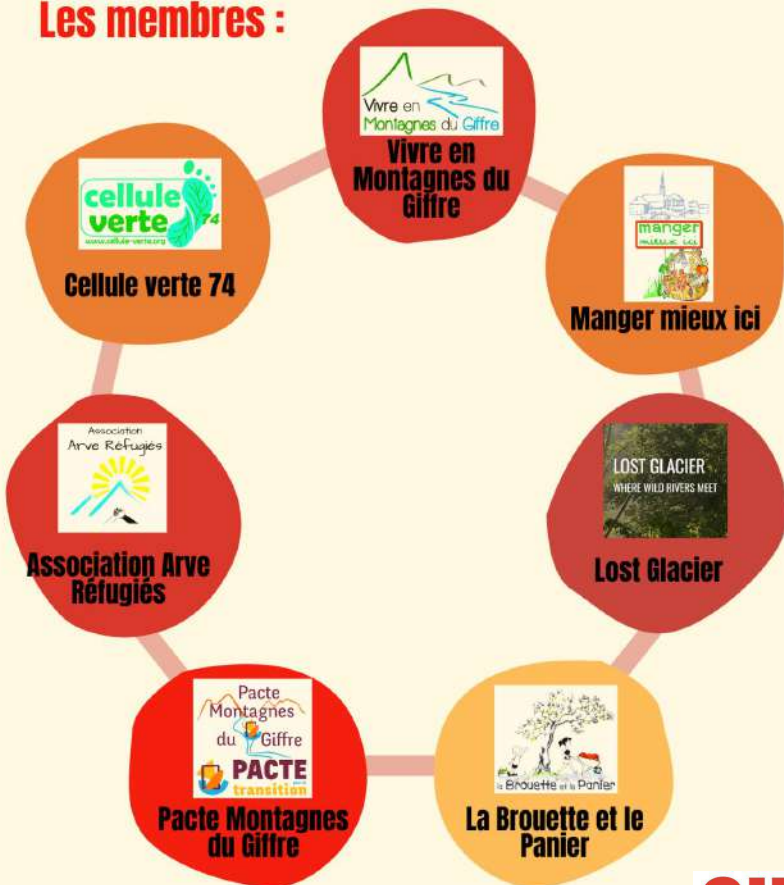 Les membres :
Vivre en
Montagnes du Giffre
Vivre en
Montagnes du
Giffre
manger
mieux ici
Manger mieux ici
LOST GLACIER
WHERE WILD RIVERS MEET
Lost Glacier
la Brouette et le Panier
La Brouette et le
Panier
Pacte
Montagnes
du Giffre
PACTE
transition
Pacte Montagnes
du Giffre
Association
Arve Réfugiés
Association Arve
Réfugiés
cellule
verte 74
www.cellule-verte.org
Cellule verte 74